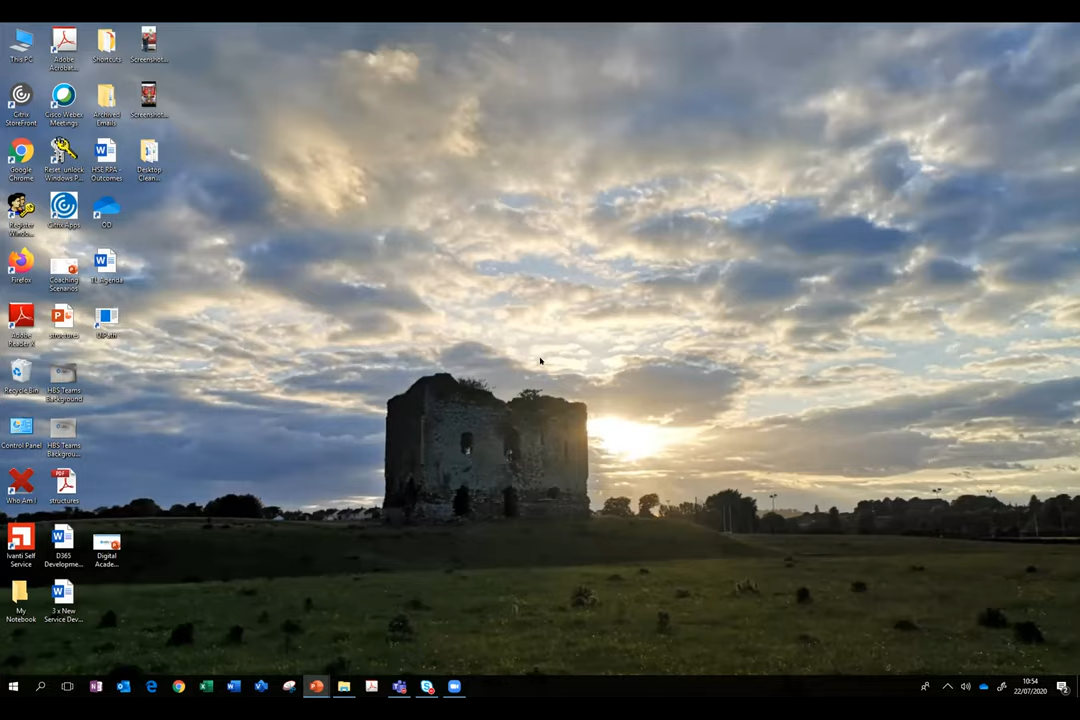 This PC
Adobe
Acrobat...
Shortcuts
Screenshot...
Citrix
StoreFront
Cisco Webex
Meetings
Archived
Emails
Screenshot...
Google
Chrome
Reset, unlock
Windows P...
HSE RPA -
Outcomes
Desktop
Clean...
Register
Windo...
Citrix Apps
OD
Firefox
Coaching
Scenarios
TL Agenda
Adobe
Reader X
structures
UiPath
Recycle Bin
HBS Teams
Background
Control Panel
HBS Teams
Backgrou...
Who Am I
structures
Ivanti Self
Service
D365
Developme...
Digital
Acade...
My
Notebook
3 x New
Service Dev...
10:54
22/07/2020
2